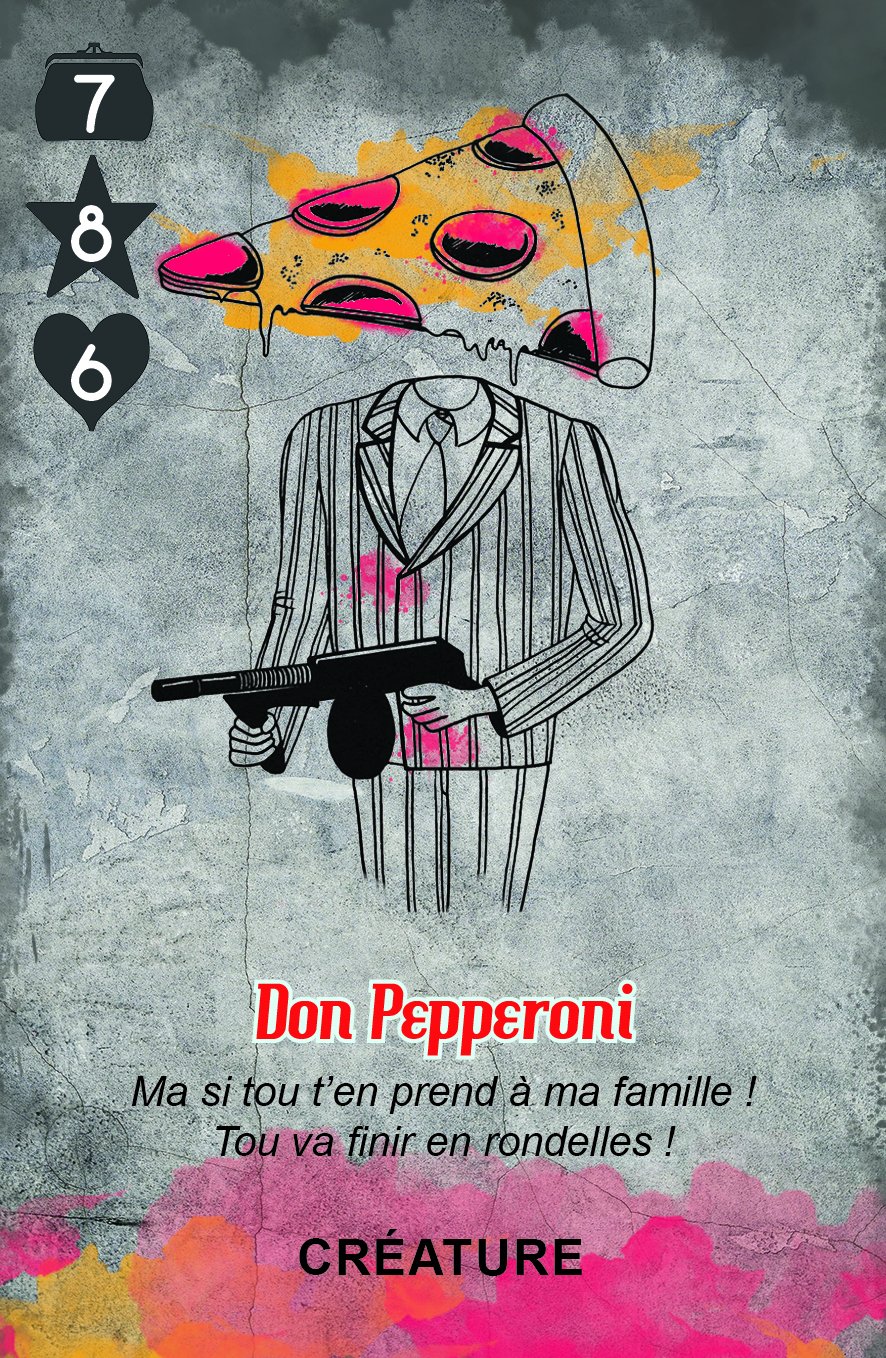 7
8
6
Don Pepperoni
Ma si tou t’en prend à ma famille !
Tou va finir en rondelles !
CRÉATURE